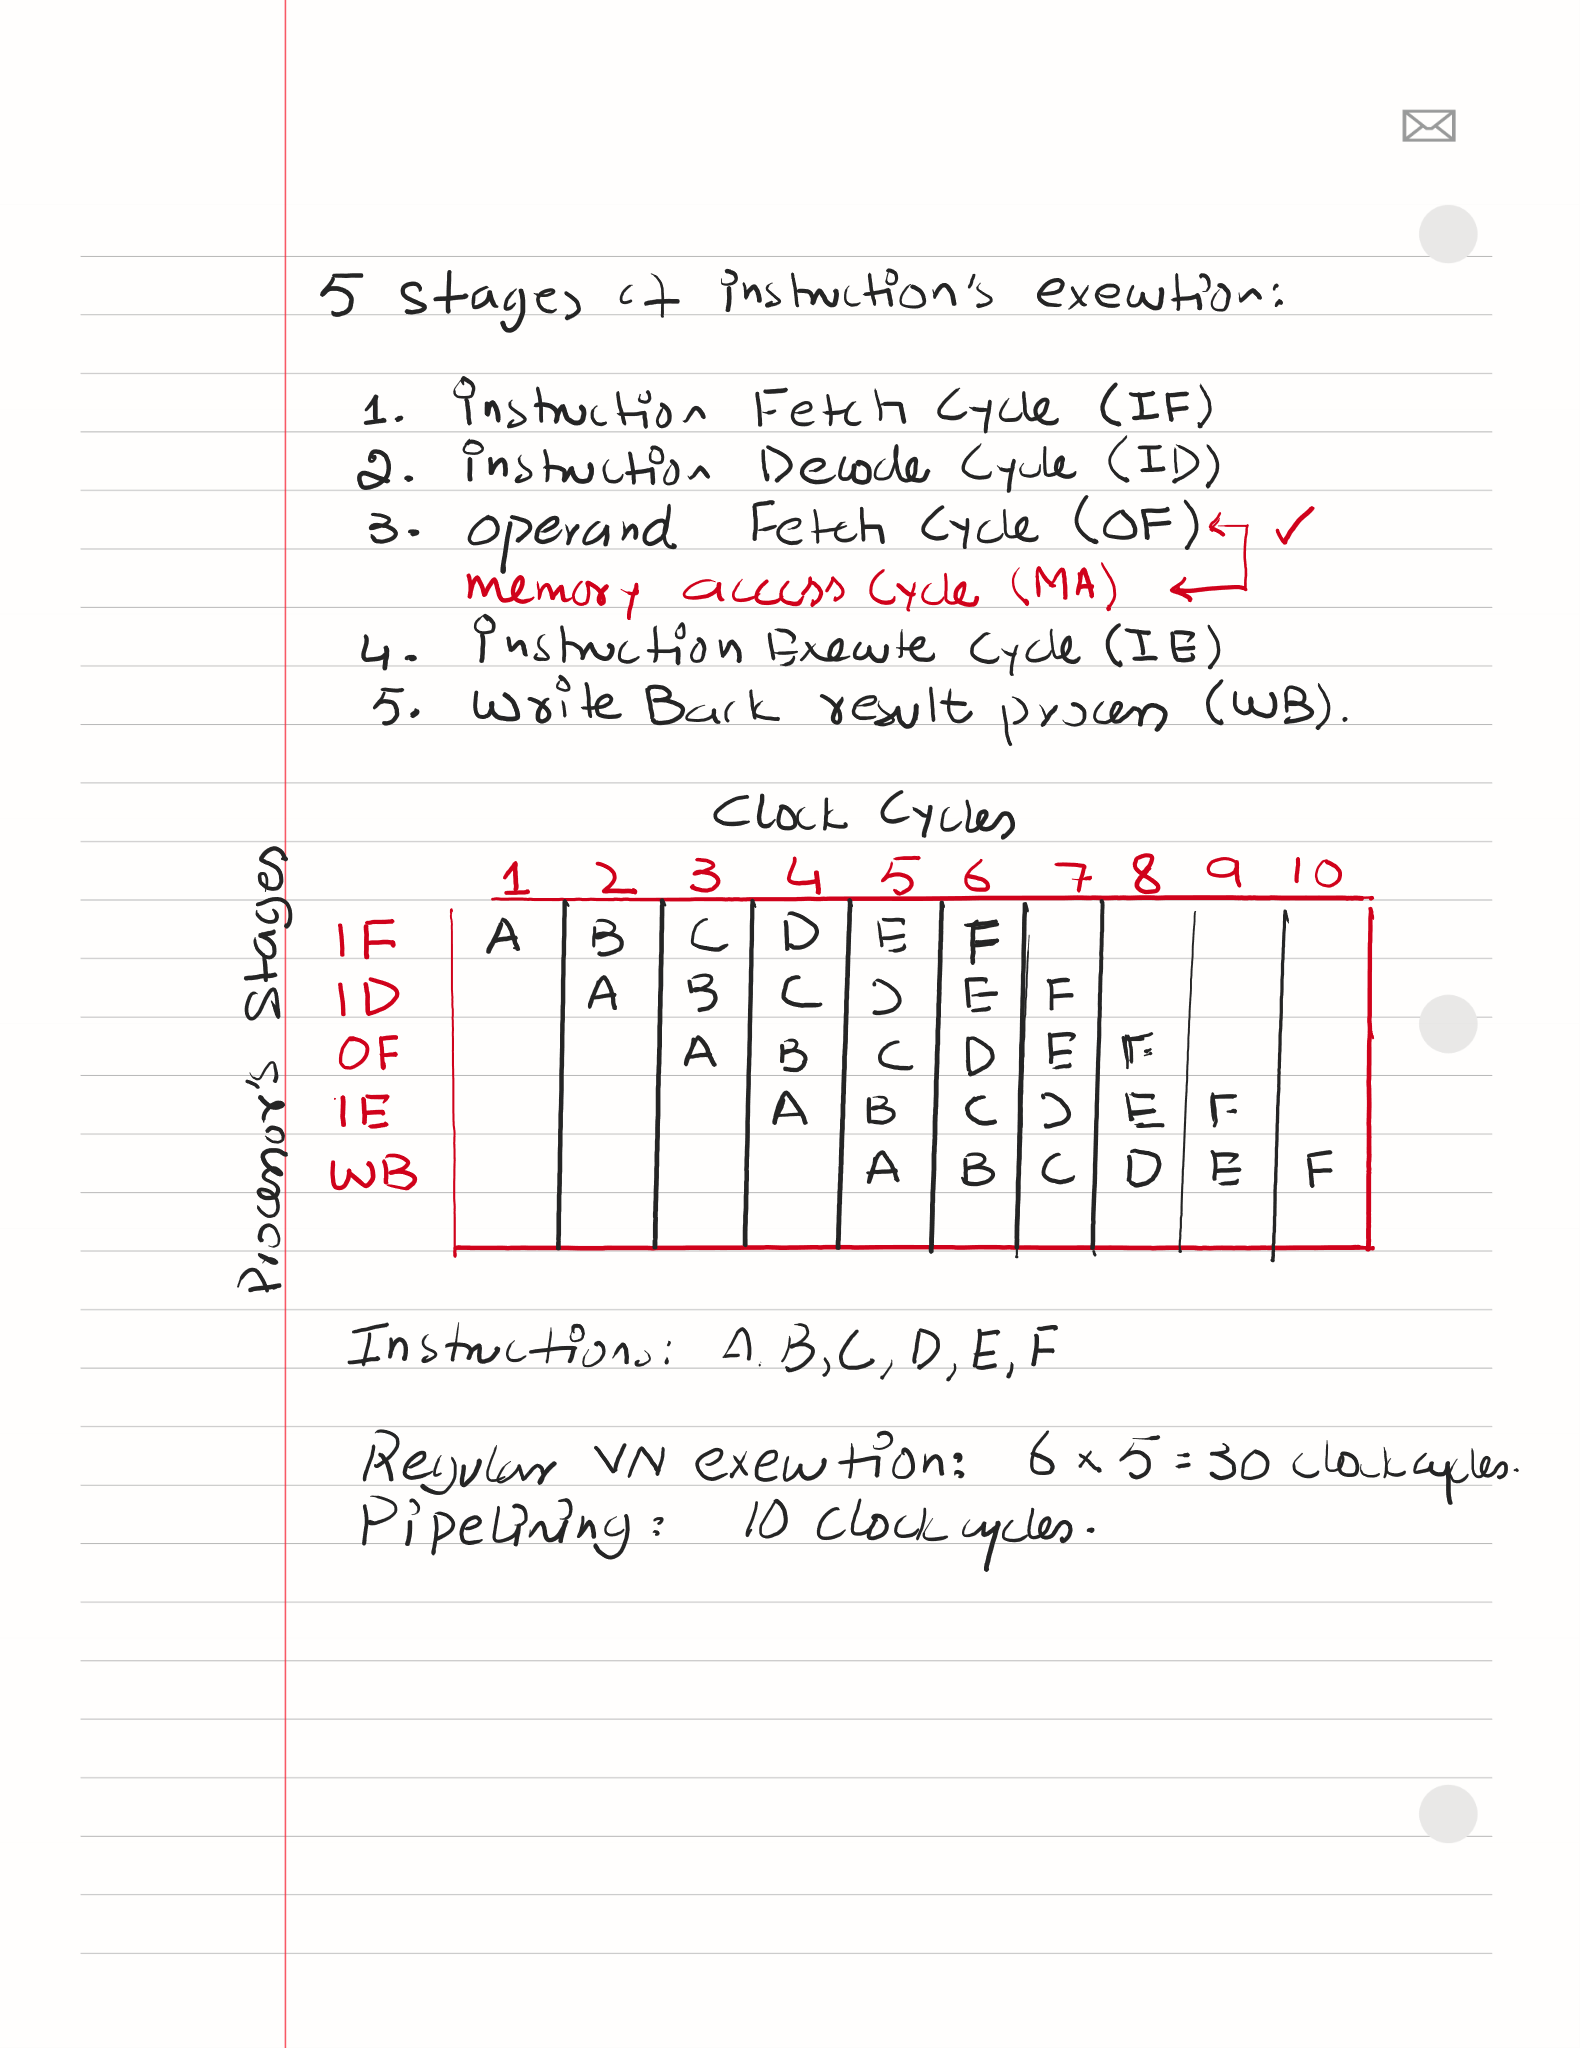 5 stages of instruction's execution:
1. instruction Fetch Cycle (IF)
2. instruction Decode Cycle (ID)
3. operand Fetch Cycle (OF) ✓
memory access Cycle (MA)
4. instruction Execute Cycle (IE)
5. Write Back result process (WB).
Clock Cycles
Processor's Stages
1 2 3 4 5 6 7 8 9 10
IF A B C D E F
ID A B C D E F
OF A B C D E F
IE A B C D E F
WB A B C D E F
Instructions: A. B, C, D, E, F
Regular VN execution: 6 x 5 = 30 clock cycles.
Pipelining: 10 clock cycles.